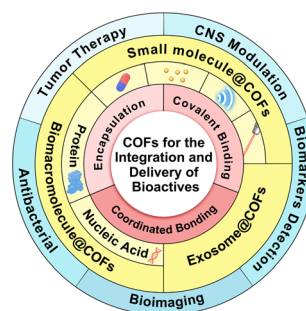 Tumor Therapy
CNS Modulation
Biomarkers Detection
Bioimaging
Antibacterial
Small molecule@COFs
Exosome@COFs
Biomacromolecule@COFs
Protein
Nucleic Acid
Encapsulation
Covalent Binding
Coordinated Bonding
COFs for the
Integration and
Delivery of
Bioactives